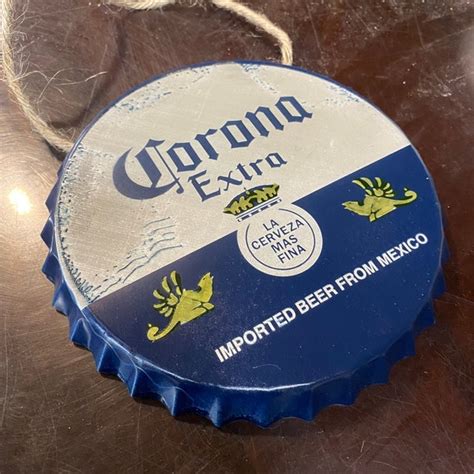 Corona
Extra
LA
CERVEZA
MAS
FINA
IMPORTED BEER FROM MEXICO